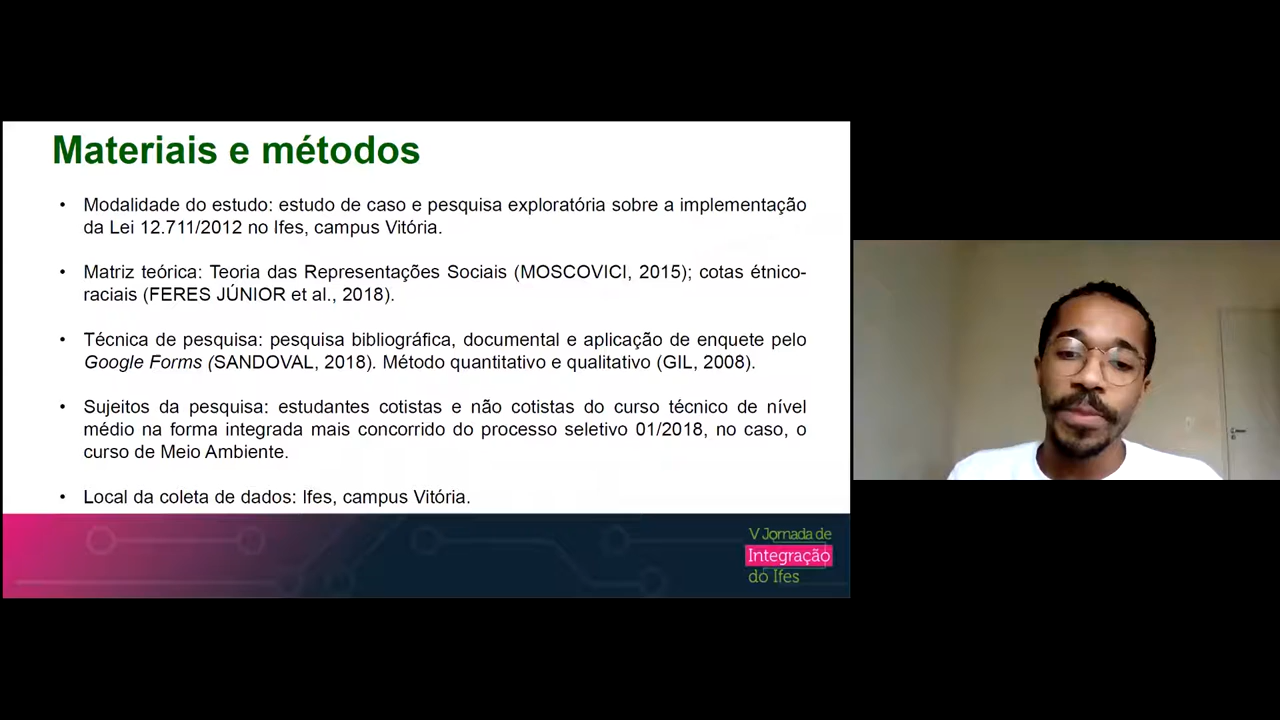 Materiais e métodos
• Modalidade do estudo: estudo de caso e pesquisa exploratória sobre a implementação
da Lei 12.711/2012 no Ifes, campus Vitória.
• Matriz teórica: Teoria das Representações Sociais (MOSCOVICI, 2015); cotas étnico-
raciais (FERES JÚNIOR et al., 2018).
• Técnica de pesquisa: pesquisa bibliográfica, documental e aplicação de enquete pelo
Google Forms (SANDOVAL, 2018). Método quantitativo e qualitativo (GIL, 2008).
• Sujeitos da pesquisa: estudantes cotistas e não cotistas do curso técnico de nível
médio na forma integrada mais concorrido do processo seletivo 01/2018, no caso, o
curso de Meio Ambiente.
• Local da coleta de dados: Ifes, campus Vitória.
V Jornada de
Integração
do Ifes